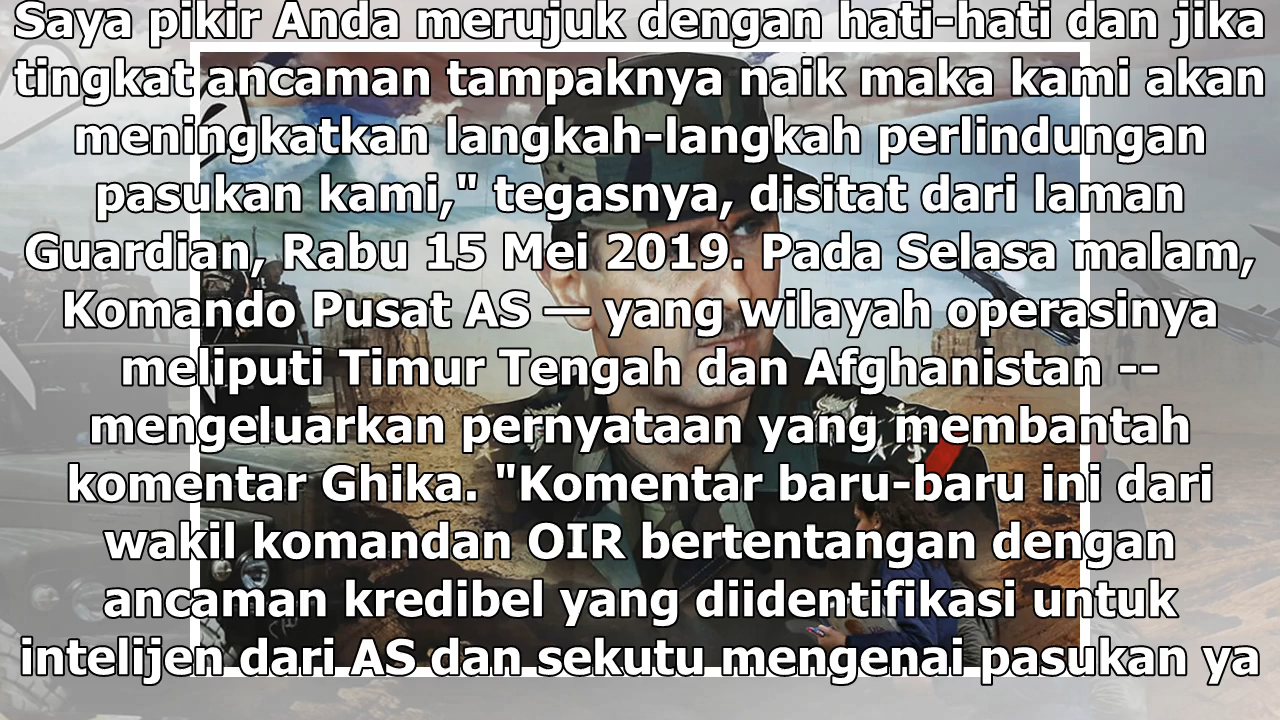 Saya pikir Anda merujuk dengan hati-hati dan jika
tingkat ancaman tampaknya naik maka kami akan
meningkatkan langkah-langkah perlindungan
pasukan kami," tegasnya, disitat dari laman
Guardian, Rabu 15 Mei 2019. Pada Selasa malam,
Komando Pusat AS — yang wilayah operasinya
meliputi Timur Tengah dan Afghanistan --
mengeluarkan pernyataan yang membantah
komentar Ghika. "Komentar baru-baru ini dari
wakil komandan OIR bertentangan dengan
ancaman kredibel yang diidentifikasi untuk
intelijen dari AS dan sekutu mengenai pasukan ya